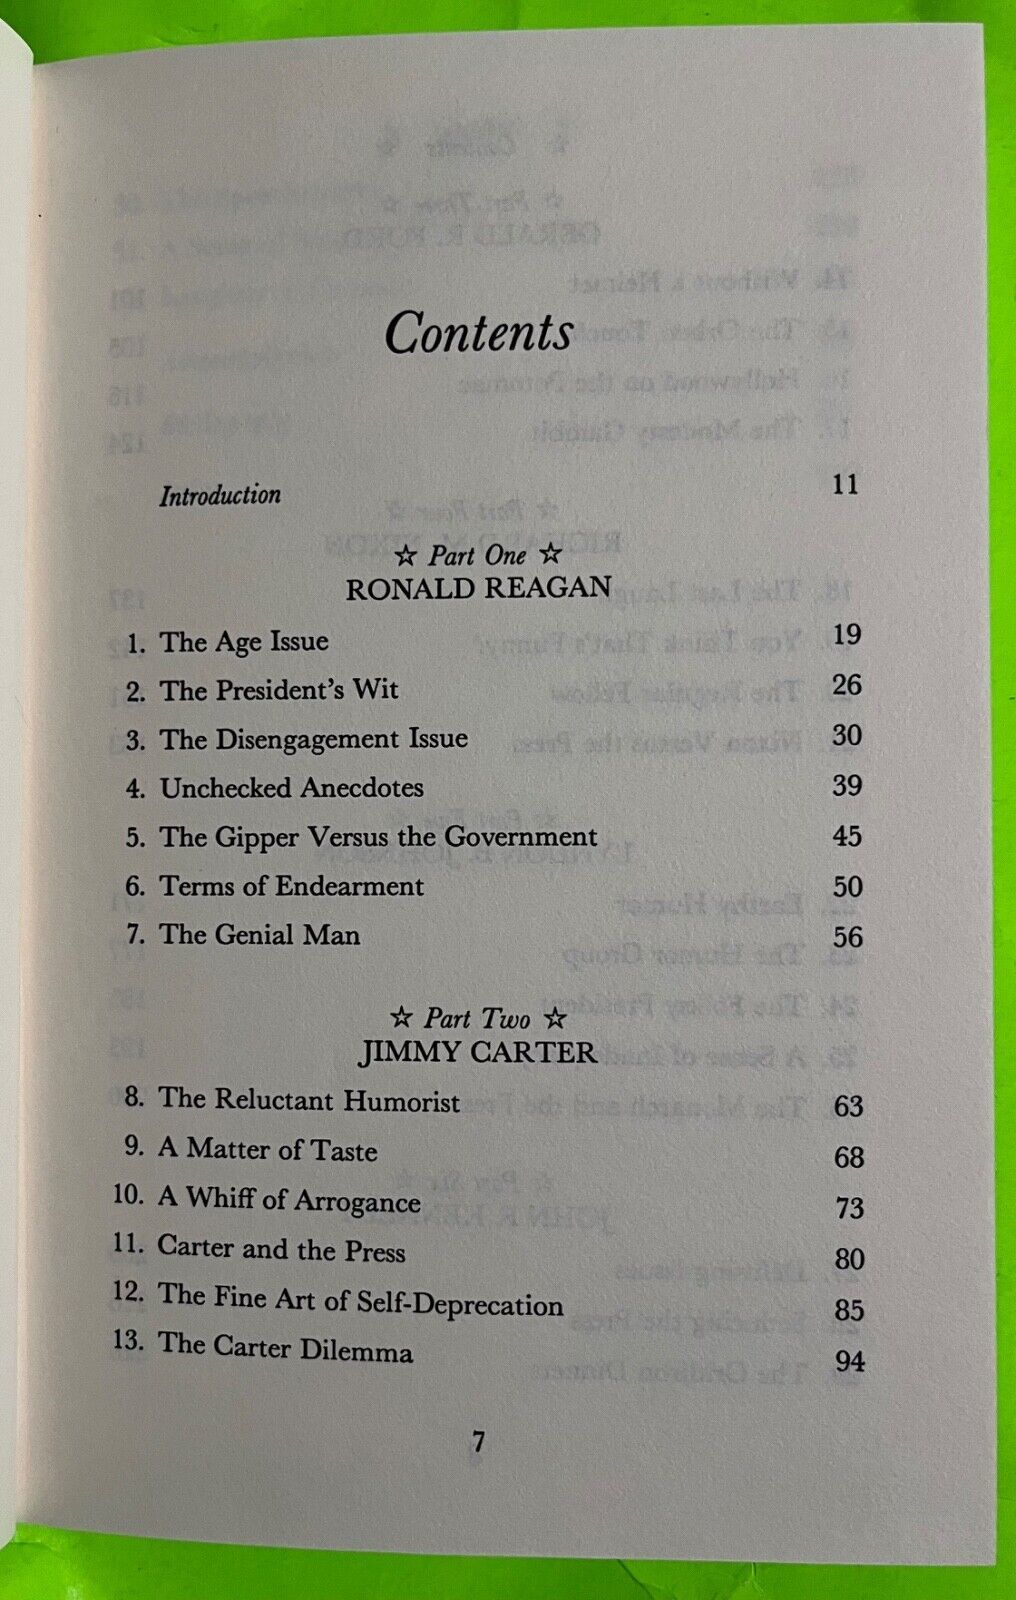 Contents
Introduction 11
☆ Part One ☆
RONALD REAGAN
1. The Age Issue 19
2. The President's Wit 26
3. The Disengagement Issue 30
4. Unchecked Anecdotes 39
5. The Gipper Versus the Government 45
6. Terms of Endearment 50
7. The Genial Man 56
☆ Part Two ☆
JIMMY CARTER
8. The Reluctant Humorist 63
9. A Matter of Taste 68
10. A Whiff of Arrogance 73
11. Carter and the Press 80
12. The Fine Art of Self-Deprecation 85
13. The Carter Dilemma 94
7